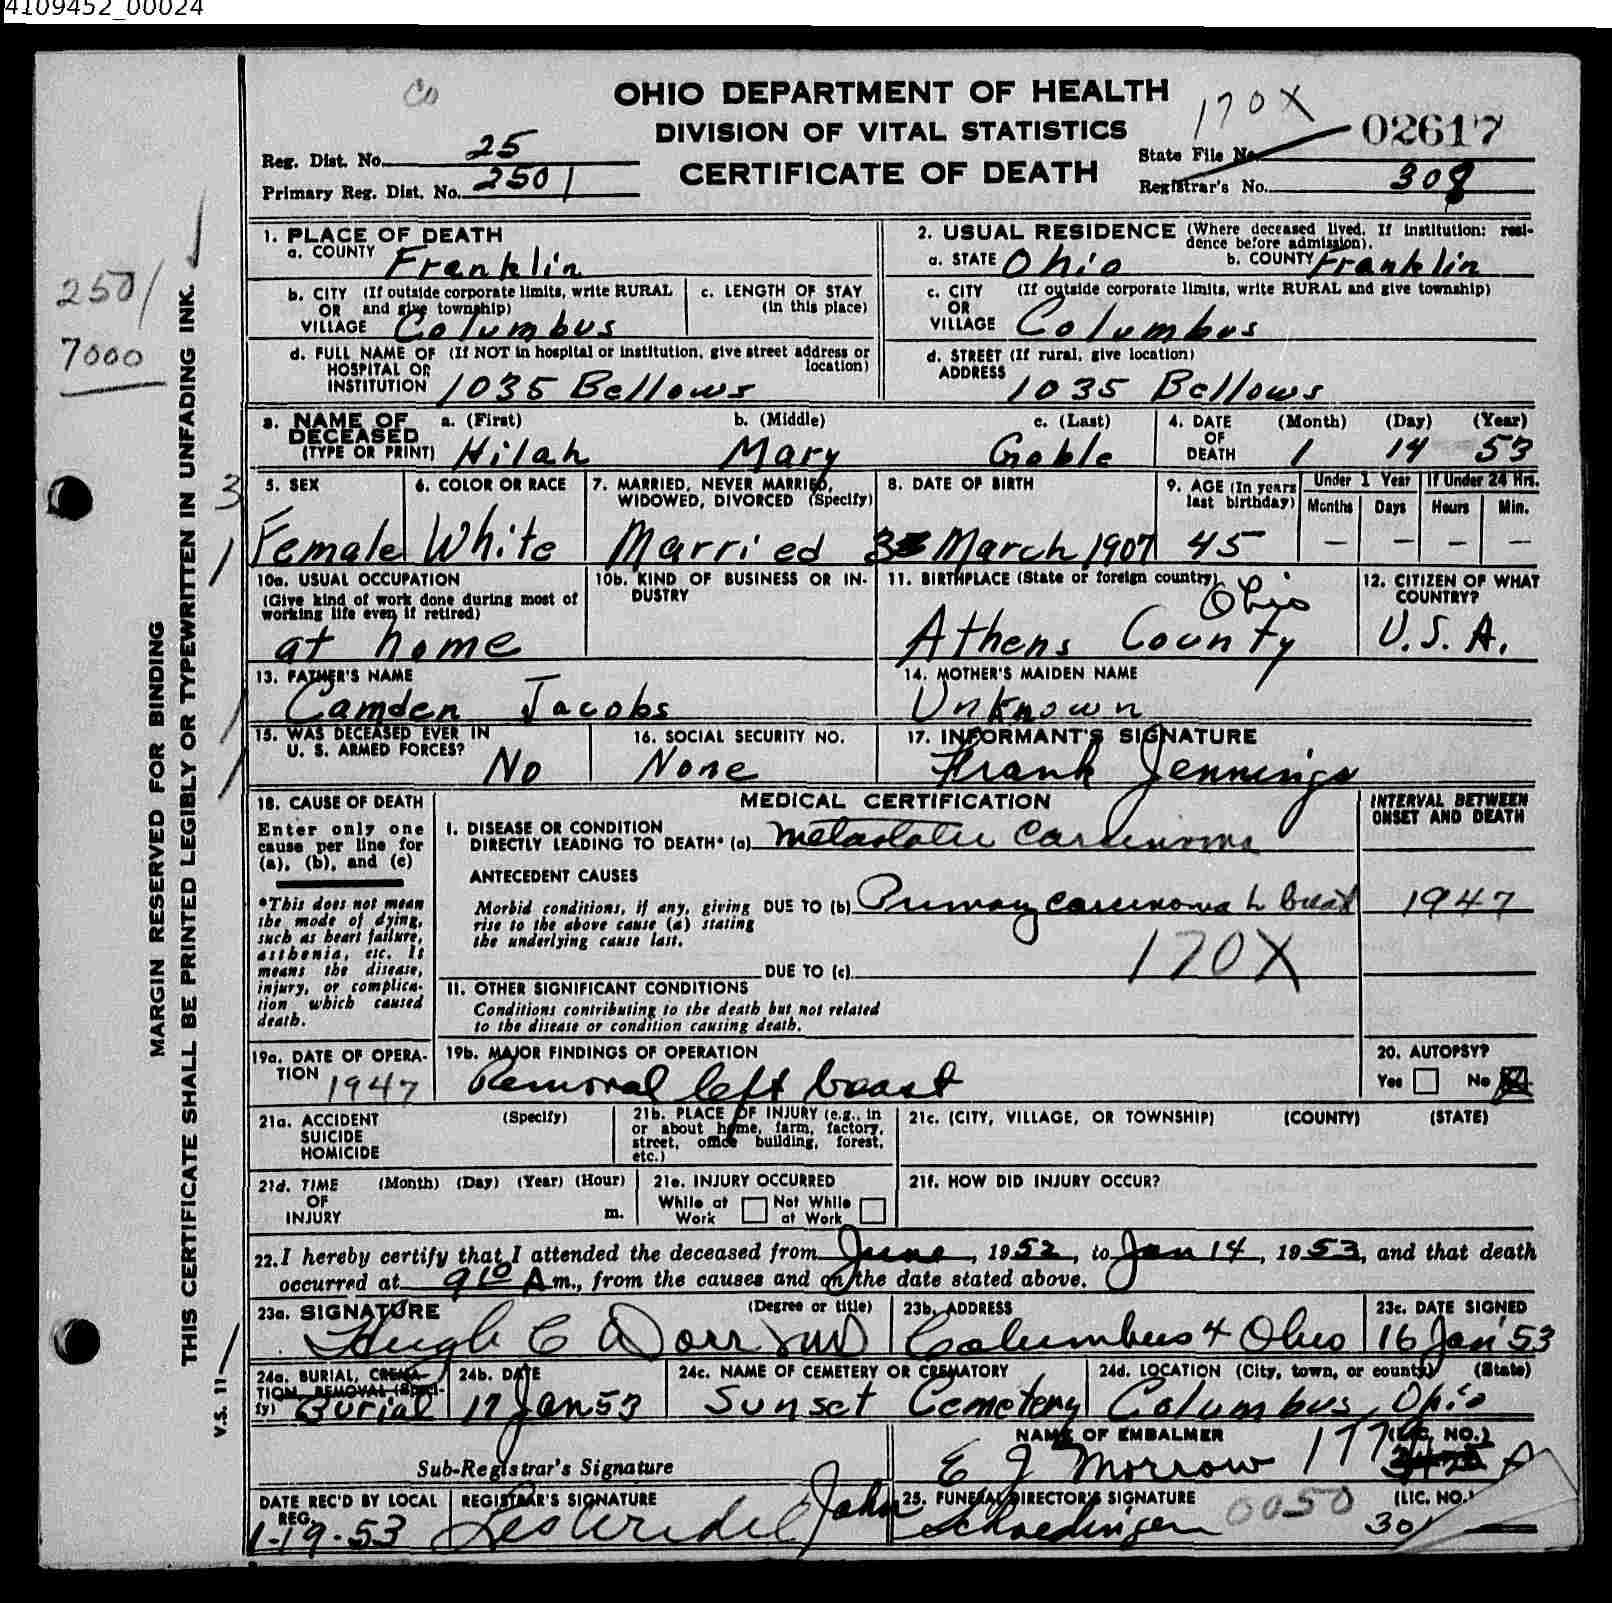 4109452_00024
Co
OHIO DEPARTMENT OF HEALTH
DIVISION OF VITAL STATISTICS
CERTIFICATE OF DEATH
170X
Reg. Dist. No. 25
Primary Reg. Dist. No. 2501
State File No. 02617
Registrar's No. 308
2501
7000
3
MARGIN RESERVED FOR BINDING
THIS CERTIFICATE SHALL BE PRINTED LEGIBLY OR TYPEWRITTEN IN UNFADING INK.
V.S. 11
1. PLACE OF DEATH
a. COUNTY Franklin
b. CITY (If outside corporate limits, write RURAL
OR and give township)
VILLAGE Columbus
c. LENGTH OF STAY
(in this place)
d. FULL NAME OF (If NOT in hospital or institution, give street address or
HOSPITAL OR location)
INSTITUTION 1035 Bellows
2. USUAL RESIDENCE (Where deceased lived. If institution: resi-
dence before admission).
a. STATE Ohio b. COUNTY Franklin
c. CITY (If outside corporate limits, write RURAL and give township)
OR
VILLAGE Columbus
d. STREET (If rural, give location)
ADDRESS 1035 Bellows
3. NAME OF a. (First) b. (Middle) c. (Last)
DECEASED
(TYPE OR PRINT) Hilah Mary Goble
4. DATE (Month) (Day) (Year)
OF
DEATH 1 14 53
5. SEX
Female
6. COLOR OR RACE
White
7. MARRIED, NEVER MARRIED,
WIDOWED, DIVORCED (Specify)
Married
8. DATE OF BIRTH
3 March 1907
9. AGE (In years
last birthday)
45
Under 1 Year If Under 24 Hrs.
Months Days Hours Min.
— — — —
10a. USUAL OCCUPATION
(Give kind of work done during most of
working life even if retired)
at home
10b. KIND OF BUSINESS OR IN-
DUSTRY
11. BIRTHPLACE (State or foreign country)
Ohio
Athens County
12. CITIZEN OF WHAT
COUNTRY?
U.S.A.
13. FATHER'S NAME
Camden Jacobs
14. MOTHER'S MAIDEN NAME
Unknown
15. WAS DECEASED EVER IN
U. S. ARMED FORCES?
No
16. SOCIAL SECURITY NO.
None
17. INFORMANT'S SIGNATURE
Frank Jennings
18. CAUSE OF DEATH
Enter only one
cause per line for
(a), (b), and (c)
*This does not mean
the mode of dying,
such as heart failure,
asthenia, etc. It
means the disease,
injury, or complica-
tion which caused
death.
MEDICAL CERTIFICATION
INTERVAL BETWEEN
ONSET AND DEATH
I. DISEASE OR CONDITION
DIRECTLY LEADING TO DEATH* (a) Metastatic Carcinoma
ANTECEDENT CAUSES
Morbid conditions, if any, giving
rise to the above cause (a) stating
the underlying cause last.
DUE TO (b) Primary carcinoma L breast 1947
170X
DUE TO (c)
II. OTHER SIGNIFICANT CONDITIONS
Conditions contributing to the death but not related
to the disease or condition causing death.
19a. DATE OF OPERA-
TION 1947
19b. MAJOR FINDINGS OF OPERATION
Removal left breast
20. AUTOPSY?
Yes No X
21a. ACCIDENT (Specify)
SUICIDE
HOMICIDE
21b. PLACE OF INJURY (e.g., in
or about home, farm, factory,
street, office building, forest,
etc.)
21c. (CITY, VILLAGE, OR TOWNSHIP) (COUNTY) (STATE)
21d. TIME (Month) (Day) (Year) (Hour)
OF
INJURY m.
21e. INJURY OCCURRED
While at Not While
Work at Work
21f. HOW DID INJURY OCCUR?
22. I hereby certify that I attended the deceased from June, 1952, to Jan 14, 1953, and that death
occurred at 9 10 A m., from the causes and on the date stated above.
23a. SIGNATURE (Degree or title)
Hugh C Dorr MD
23b. ADDRESS
Columbus 4 Ohio
23c. DATE SIGNED
16 Jan '53
24a. BURIAL, CREMA-
TION, REMOVAL (Speci-
fy) Burial
24b. DATE
17 Jan 53
24c. NAME OF CEMETERY OR CREMATORY
Sunset Cemetery
24d. LOCATION (City, town, or county) (State)
Columbus, Ohio
Sub-Registrar's Signature
NAME OF EMBALMER (LIC. NO.)
E J Morrow A
DATE REC'D BY LOCAL
REG.
1-19-53
REGISTRAR'S SIGNATURE
25. FUNERAL DIRECTOR'S SIGNATURE (LIC. NO.)
John Schoedinger
0050
301